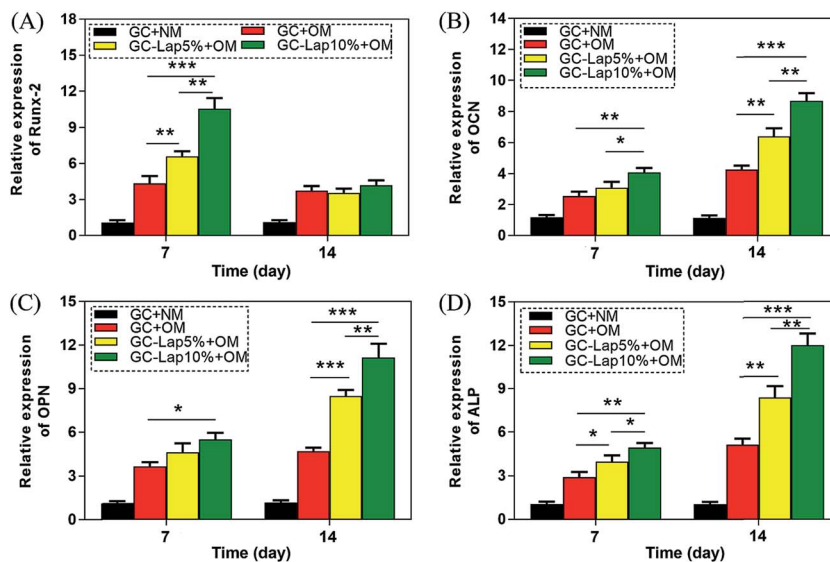 (A)
GC+NM
GC+OM
GC-Lap5%+OM
GC-Lap10%+OM
18
15
12
9
6
3
0
Relative expression
of Runx-2
***
**
**
7
14
Time (day)
(B)
GC+NM
GC+OM
GC-Lap5%+OM
GC-Lap10%+OM
14
12
10
8
6
4
2
0
Relative expression
of OCN
**
*
***
**
**
7
14
Time (day)
(C)
GC+NM
GC+OM
GC-Lap5%+OM
GC-Lap10%+OM
15
12
9
6
3
0
Relative expression
of OPN
*
***
**
***
7
14
Time (day)
(D)
GC+NM
GC+OM
GC-Lap5%+OM
GC-Lap10%+OM
15
12
9
6
3
0
Relative expression
of ALP
**
*
*
***
**
**
7
14
Time (day)